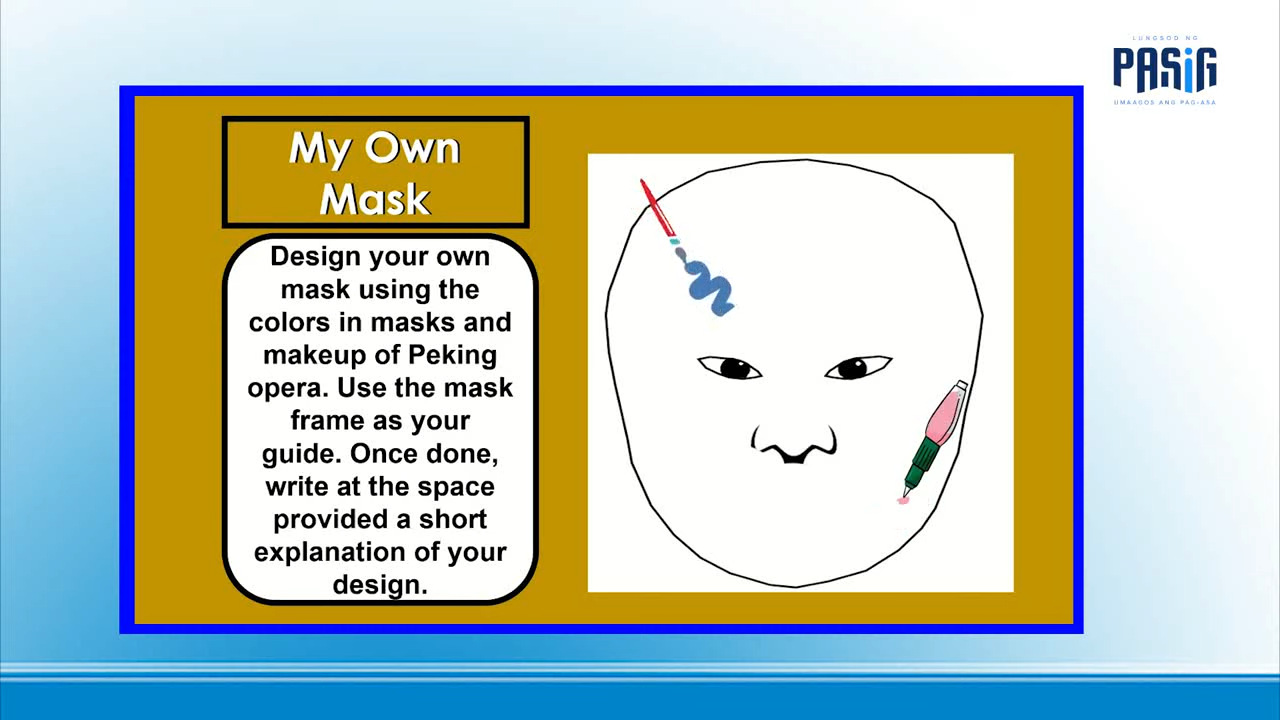 LUNGSOD NG
PASiG
UMAAGOS ANG PAG-ASA
My Own
Mask
Design your own
mask using the
colors in masks and
makeup of Peking
opera. Use the mask
frame as your
guide. Once done,
write at the space
provided a short
explanation of your
design.